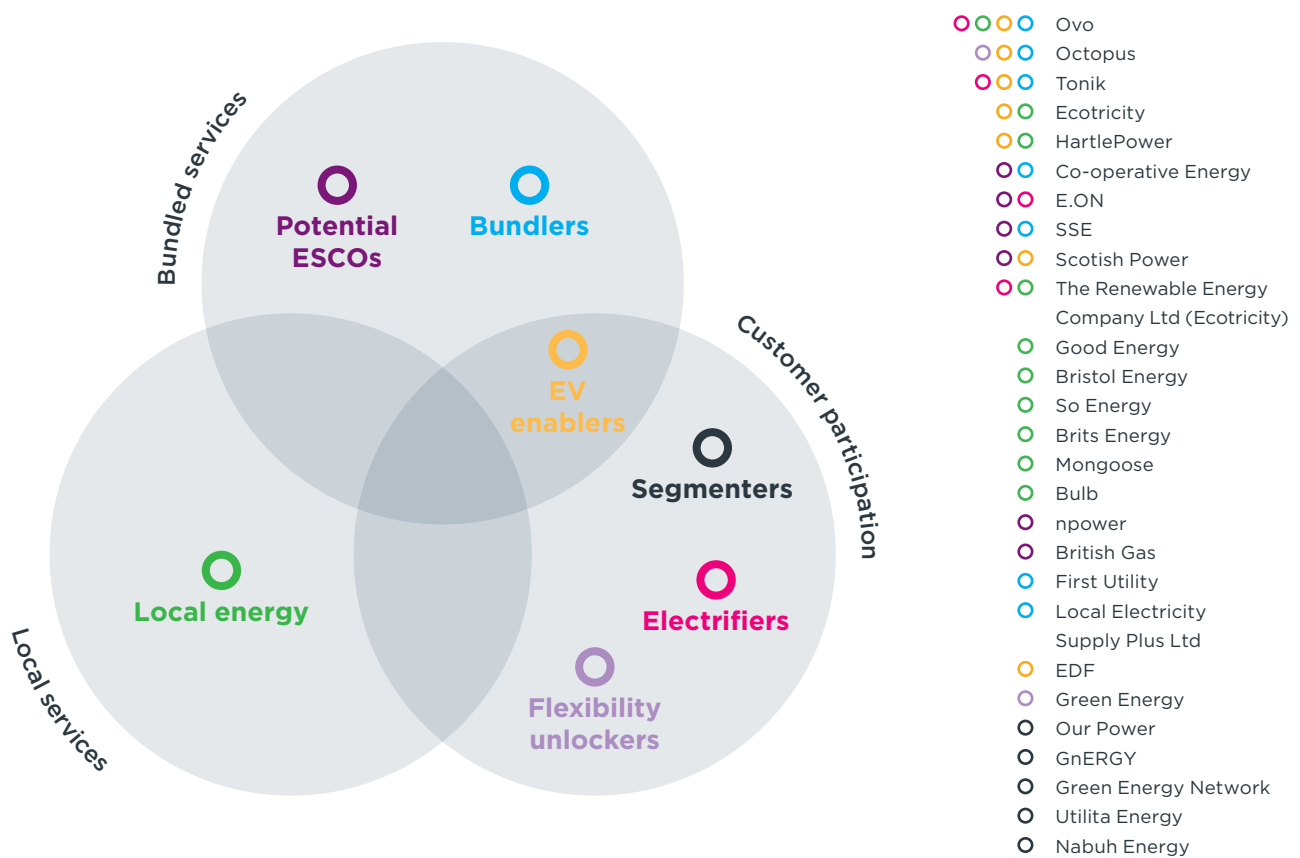 Bundled services
Potential
ESCOs
Bundlers
EV
enablers
Customer participation
Segmenters
Local energy
Electrifiers
Flexibility
unlockers
Local services
Ovo
Octopus
Tonik
Ecotricity
HartlePower
Co-operative Energy
E.ON
SSE
Scotish Power
The Renewable Energy
Company Ltd (Ecotricity)
Good Energy
Bristol Energy
So Energy
Brits Energy
Mongoose
Bulb
npower
British Gas
First Utility
Local Electricity
Supply Plus Ltd
EDF
Green Energy
Our Power
GnERGY
Green Energy Network
Utilita Energy
Nabuh Energy